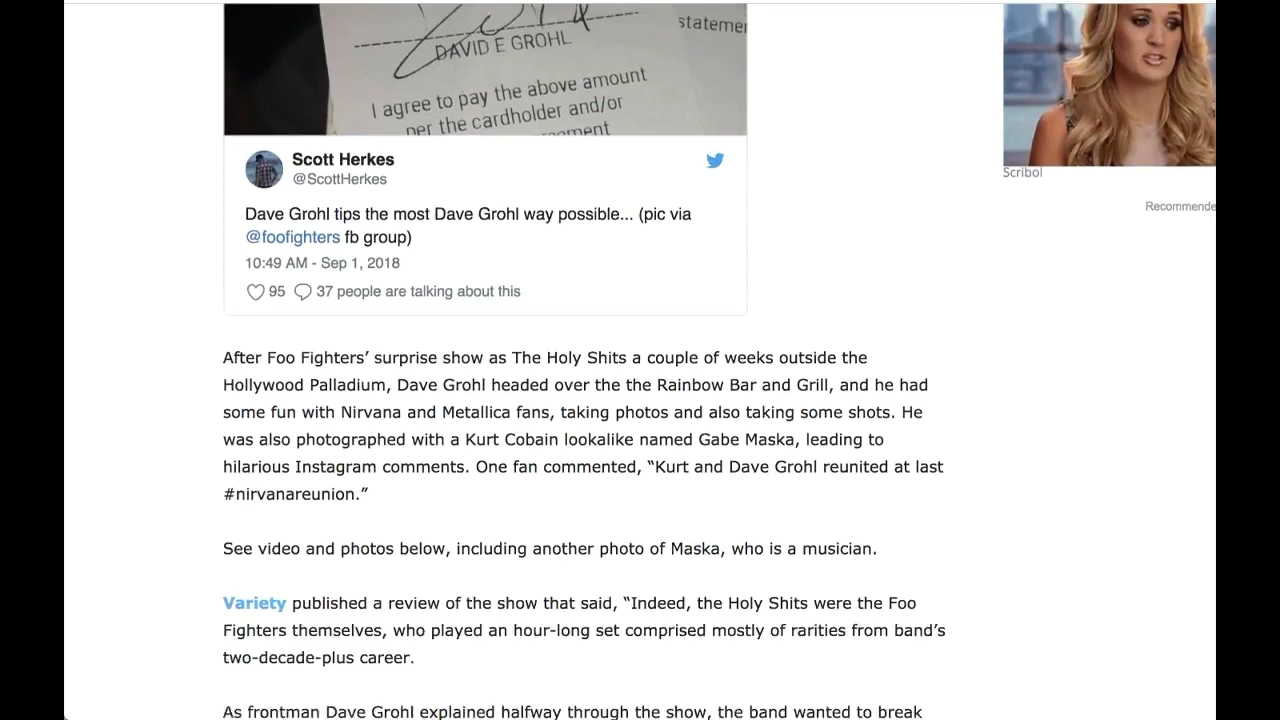 statemen
DAVID E GROHL
I agree to pay the above amount
per the cardholder and/or
Scott Herkes
@ScottHerkes
Dave Grohl tips the most Dave Grohl way possible... (pic via
@foofighters fb group)
10:49 AM - Sep 1, 2018
95 37 people are talking about this
Scribol
Recommende
After Foo Fighters’ surprise show as The Holy Shits a couple of weeks outside the
Hollywood Palladium, Dave Grohl headed over the the Rainbow Bar and Grill, and he had
some fun with Nirvana and Metallica fans, taking photos and also taking some shots. He
was also photographed with a Kurt Cobain lookalike named Gabe Maska, leading to
hilarious Instagram comments. One fan commented, “Kurt and Dave Grohl reunited at last
#nirvanareunion.”
See video and photos below, including another photo of Maska, who is a musician.
Variety published a review of the show that said, “Indeed, the Holy Shits were the Foo
Fighters themselves, who played an hour-long set comprised mostly of rarities from band’s
two-decade-plus career.
As frontman Dave Grohl explained halfway through the show, the band wanted to break